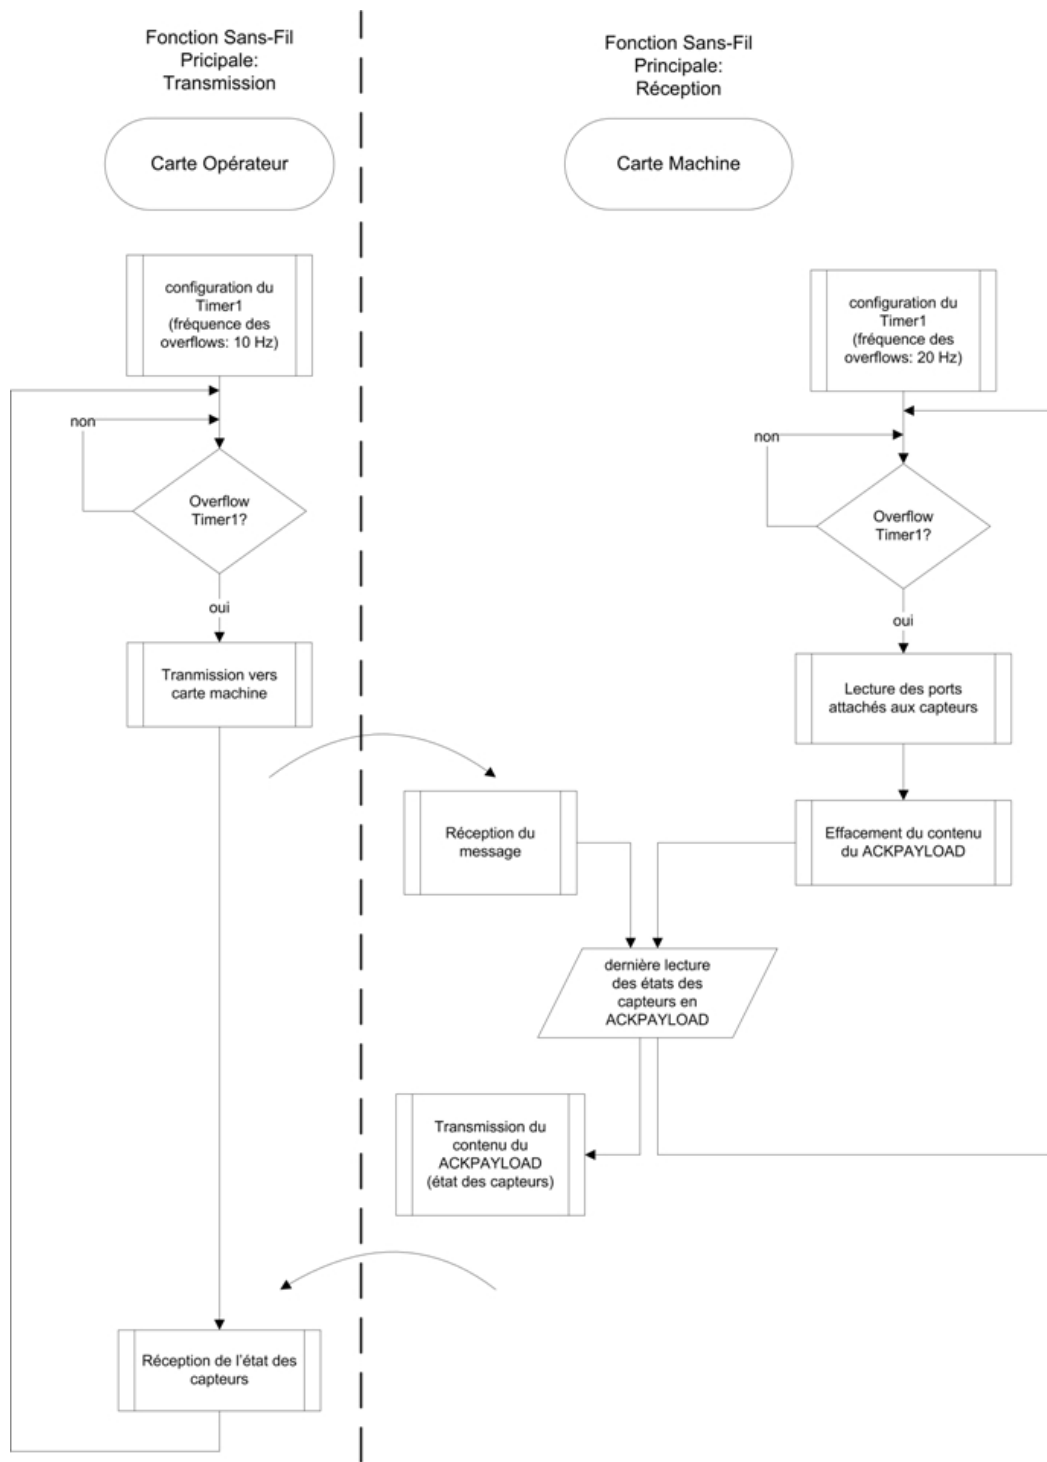 Fonction Sans-Fil
Pricipale:
Transmission
Fonction Sans-Fil
Principale:
Réception
Carte Opérateur
Carte Machine
configuration du
Timer1
(fréquence des
overflows: 10 Hz)
configuration du
Timer1
(fréquence des
overflows: 20 Hz)
non
non
Overflow
Timer1?
Overflow
Timer1?
oui
oui
Tranmission vers
carte machine
Lecture des ports
attachés aux capteurs
Réception du
message
Effacement du contenu
du ACKPAYLOAD
dernière lecture
des états des
capteurs en
ACKPAYLOAD
Transmission du
contenu du
ACKPAYLOAD
(état des capteurs)
Réception de l'état des
capteurs